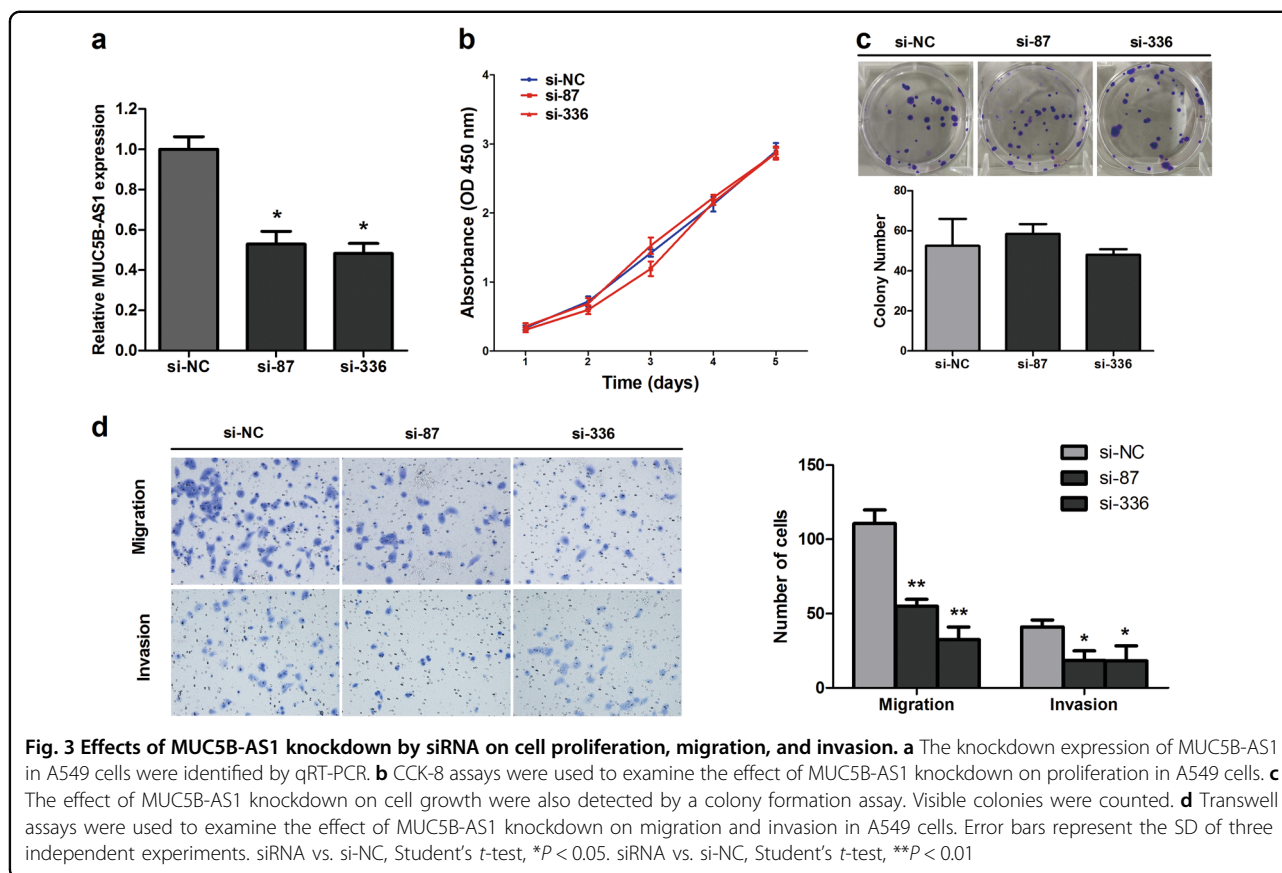 a
Relative MUC5B-AS1 expression
1.2
1.0
0.8
0.6
0.4
0.2
0.0
*
*
si-NC si-87 si-336
b
si-NC
si-87
si-336
Absorbance (OD 450 nm)
4
3
2
1
0
1 2 3 4 5
Time (days)
c
si-NC si-87 si-336
Colony Number
80
60
40
20
0
si-NC si-87 si-336
d
si-NC si-87 si-336
Migration
Invasion
si-NC
si-87
si-336
Number of cells
150
100
50
0
**
**
*
*
Migration Invasion
Fig. 3 Effects of MUC5B-AS1 knockdown by siRNA on cell proliferation, migration, and invasion. a The knockdown expression of MUC5B-AS1
in A549 cells were identified by qRT-PCR. b CCK-8 assays were used to examine the effect of MUC5B-AS1 knockdown on proliferation in A549 cells. c
The effect of MUC5B-AS1 knockdown on cell growth were also detected by a colony formation assay. Visible colonies were counted. d Transwell
assays were used to examine the effect of MUC5B-AS1 knockdown on migration and invasion in A549 cells. Error bars represent the SD of three
independent experiments. siRNA vs. si-NC, Student's t-test, *P < 0.05. siRNA vs. si-NC, Student's t-test, **P < 0.01